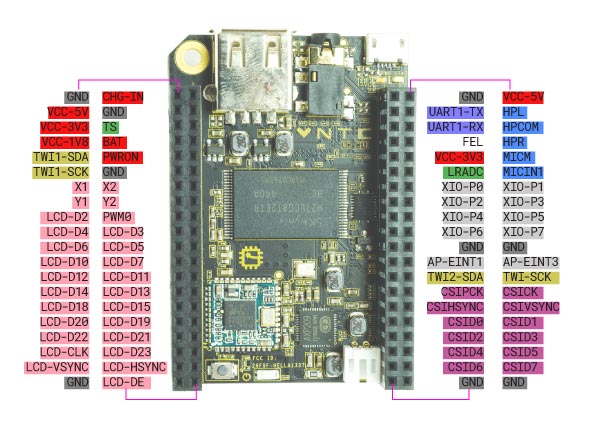 GND CHG-IN
VCC-5V GND
VCC-3V3 TS
VCC-1V8 BAT
TWI1-SDA PWRON
TWI1-SCK GND
X1 X2
Y1 Y2
LCD-D2 PWM0
LCD-D4 LCD-D3
LCD-D6 LCD-D5
LCD-D10 LCD-D7
LCD-D12 LCD-D11
LCD-D14 LCD-D13
LCD-D18 LCD-D15
LCD-D20 LCD-D19
LCD-D22 LCD-D21
LCD-CLK LCD-D23
LCD-VSYNC LCD-HSYNC
GND LCD-DE
NTC
SKhynix
H27UCG8T2ETR
FCC ID:
GND VCC-5V
UART1-TX HPL
UART1-RX HPCOM
FEL HPR
VCC-3V3 MICM
LRADC MICIN1
XIO-P0 XIO-P1
XIO-P2 XIO-P3
XIO-P4 XIO-P5
XIO-P6 XIO-P7
GND GND
AP-EINT1 AP-EINT3
TWI2-SDA TWI-SCK
CSIPCK CSICK
CSIHSYNC CSIVSYNC
CSID0 CSID1
CSID2 CSID3
CSID4 CSID5
CSID6 CSID7
GND GND